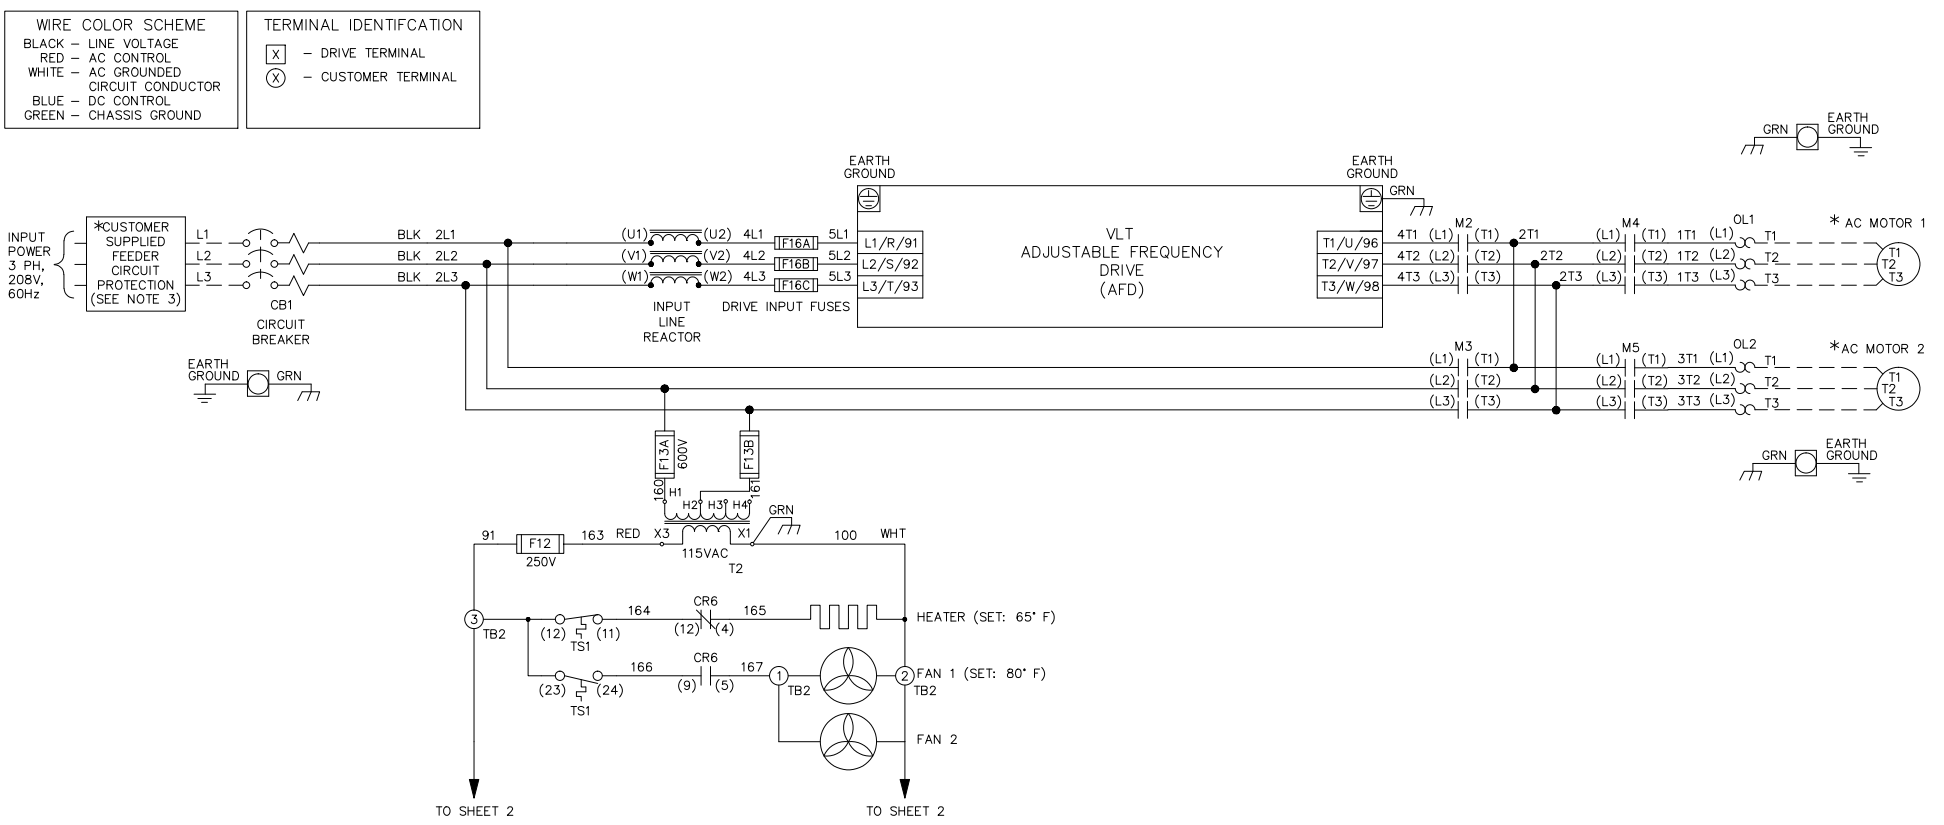 WIRE COLOR SCHEME
BLACK – LINE VOLTAGE
RED – AC CONTROL
WHITE – AC GROUNDED
CIRCUIT CONDUCTOR
BLUE – DC CONTROL
GREEN – CHASSIS GROUND
TERMINAL IDENTIFCATION
X – DRIVE TERMINAL
X – CUSTOMER TERMINAL
GRN
EARTH
GROUND
EARTH
GROUND
EARTH
GROUND
GRN
INPUT
POWER
3 PH,
208V,
60Hz
*CUSTOMER
SUPPLIED
FEEDER
CIRCUIT
PROTECTION
(SEE NOTE 3)
L1
L2
L3
CB1
CIRCUIT
BREAKER
BLK 2L1
BLK 2L2
BLK 2L3
(U1) (U2) 4L1 F16A 5L1 L1/R/91
(V1) (V2) 4L2 F16B 5L2 L2/S/92
(W1) (W2) 4L3 F16C 5L3 L3/T/93
INPUT
LINE
REACTOR
DRIVE INPUT FUSES
VLT
ADJUSTABLE FREQUENCY
DRIVE
(AFD)
M2 M4 OL1
T1/U/96 4T1 (L1) (T1) 2T1 (L1) (T1) 1T1 (L1) T1
T2/V/97 4T2 (L2) (T2) 2T2 (L2) (T2) 1T2 (L2) T2
T3/W/98 4T3 (L3) (T3) 2T3 (L3) (T3) 1T3 (L3) T3
* AC MOTOR 1
T1
T2
T3
EARTH
GROUND
GRN
M3 M5 OL2
(L1) (T1) (L1) (T1) 3T1 (L1) T1
(L2) (T2) (L2) (T2) 3T2 (L2) T2
(L3) (T3) (L3) (T3) 3T3 (L3) T3
*AC MOTOR 2
T1
T2
T3
GRN
EARTH
GROUND
F13A
600V
F13B
160
161
H1
H2 H3 H4
GRN
91 F12 163 RED X3 X1 100 WHT
250V
115VAC
T2
3
TB2
(12) (11)
TS1
164
CR6
(12) (4)
165
HEATER (SET: 65° F)
(23) (24)
TS1
166
CR6
(9) (5)
167
1
TB2
2
TB2
FAN 1 (SET: 80° F)
FAN 2
TO SHEET 2
TO SHEET 2